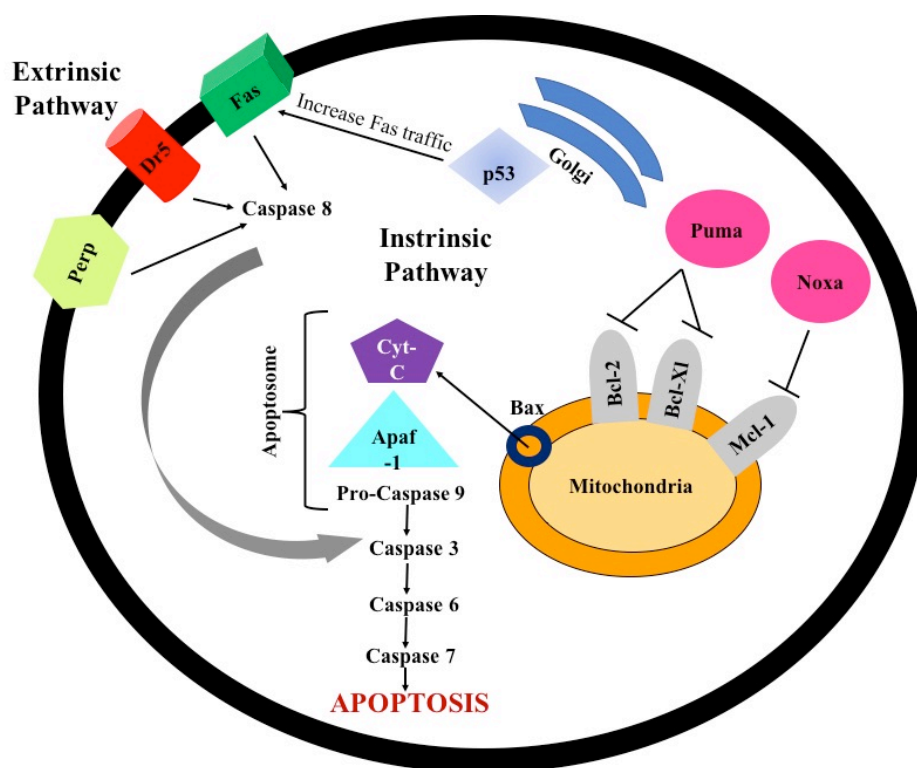 Extrinsic
Pathway
Fas
Dr5
Perp
Caspase 8
Increase Fas traffic
p53
Golgi
Instrinsic
Pathway
Puma
Noxa
Bcl-2
Bcl-Xl
Mcl-1
Bax
Mitochondria
Apoptosome
Cyt-
C
Apaf
-1
Pro-Caspase 9
Caspase 3
Caspase 6
Caspase 7
APOPTOSIS